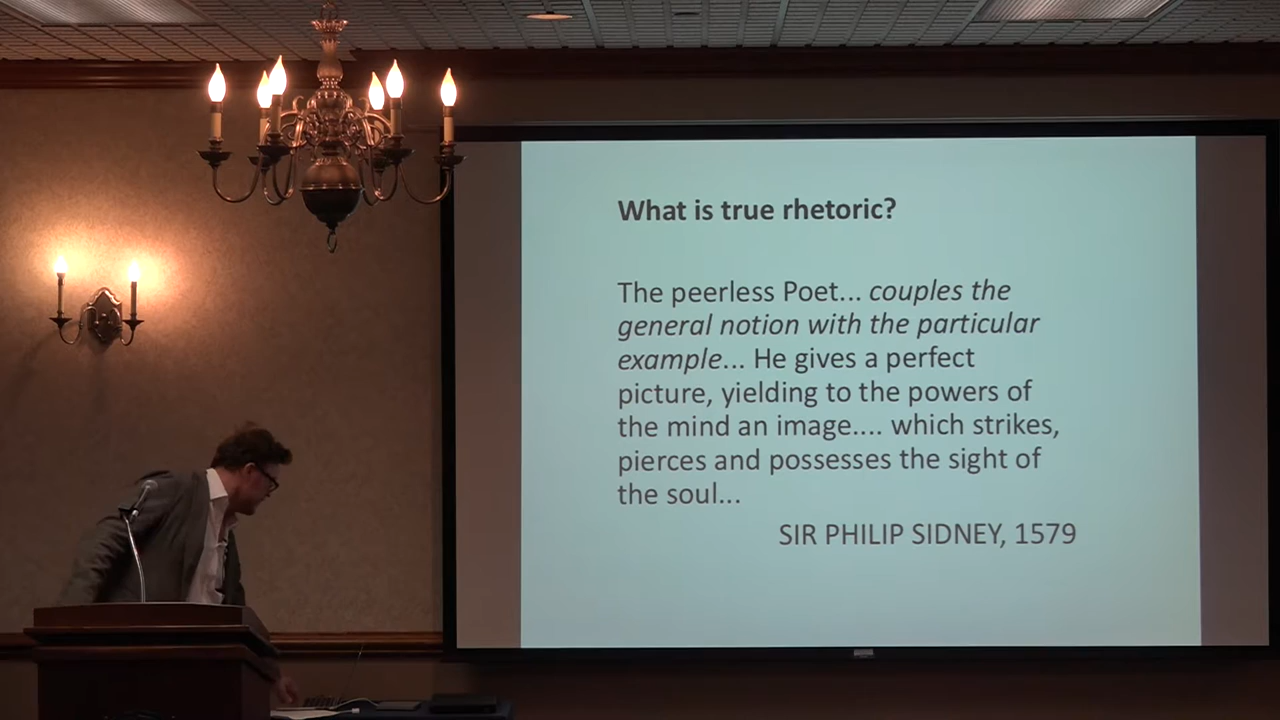 What is true rhetoric?
The peerless Poet... couples the
general notion with the particular
example... He gives a perfect
picture, yielding to the powers of
the mind an image.... which strikes,
pierces and possesses the sight of
the soul...
SIR PHILIP SIDNEY, 1579